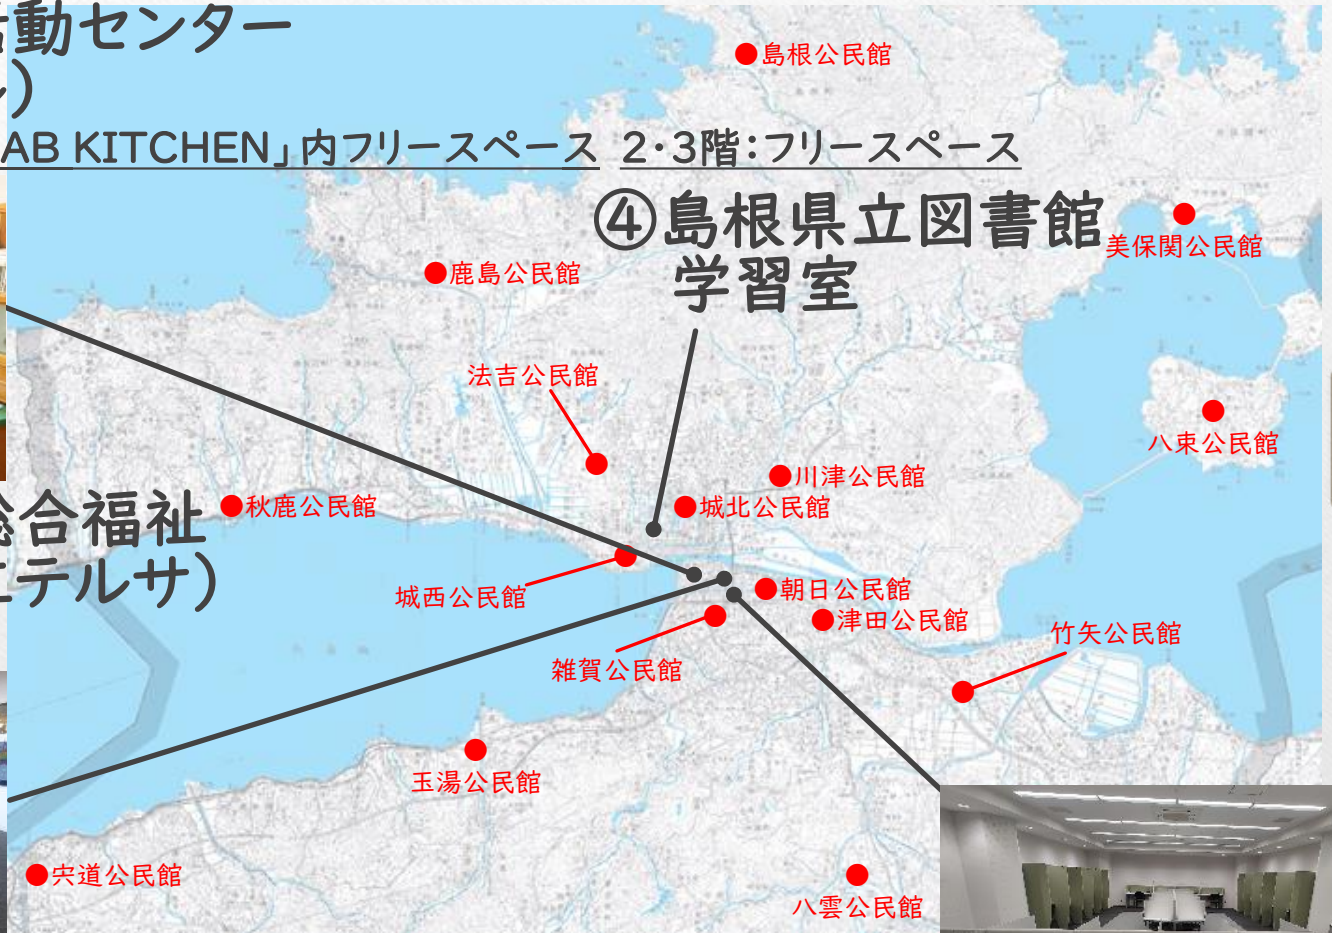 動センター
AB KITCHEN」内フリースペース 2・3階：フリースペース
④島根県立図書館
学習室
島根公民館
美保関公民館
鹿島公民館
法吉公民館
八束公民館
川津公民館
城北公民館
秋鹿公民館
合福祉
テルサ）
城西公民館
朝日公民館
津田公民館
竹矢公民館
雑賀公民館
玉湯公民館
宍道公民館
八雲公民館